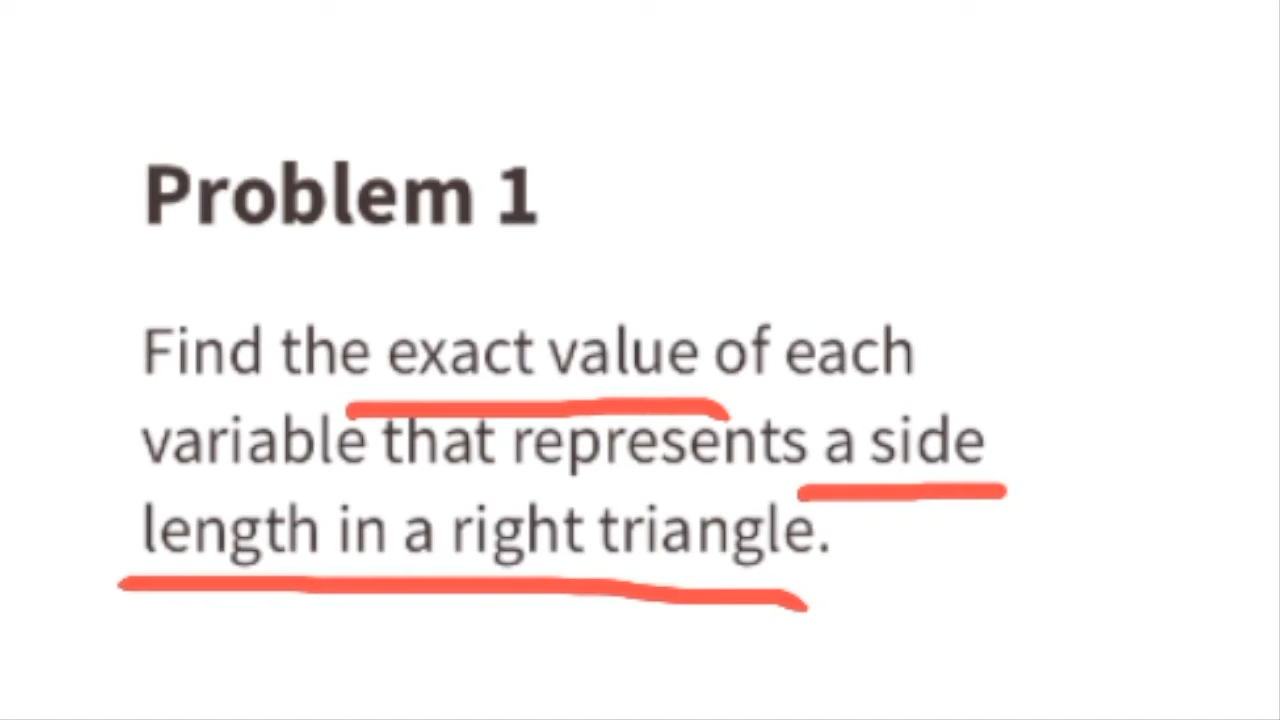 Problem 1
Find the exact value of each
variable that represents a side
length in a right triangle.